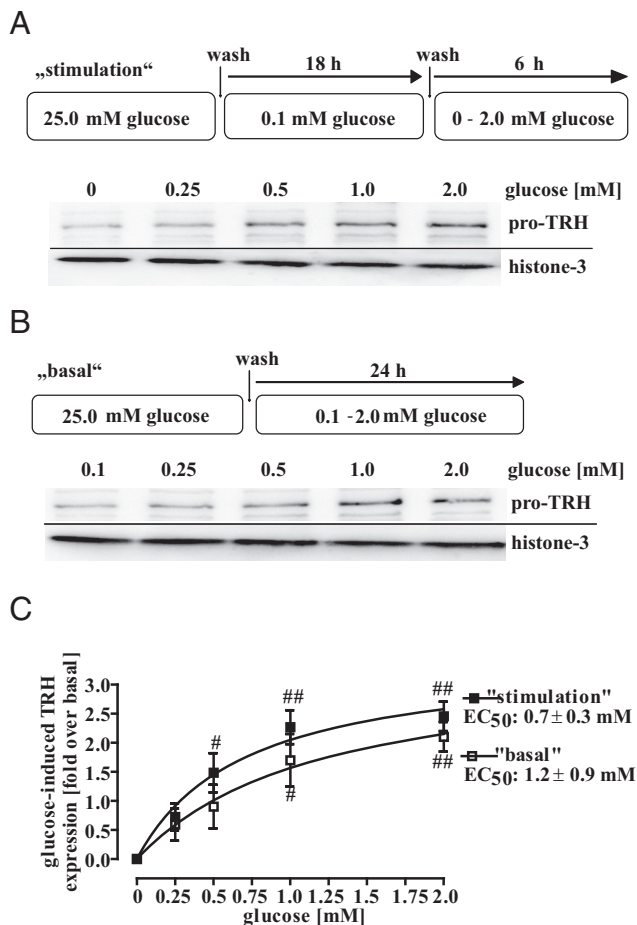 A
„stimulation“ wash 18 h wash 6 h
25.0 mM glucose 0.1 mM glucose 0 - 2.0 mM glucose
0 0.25 0.5 1.0 2.0 glucose [mM]
pro-TRH
histone-3
B
„basal“ wash 24 h
25.0 mM glucose 0.1 -2.0 mM glucose
0.1 0.25 0.5 1.0 2.0 glucose [mM]
pro-TRH
histone-3
C
glucose-induced TRH
expression [fold over basal]
3.0
2.5
2.0
1.5
1.0
0.5
0.0
#
##
#
##
##
"stimulation"
EC50: 0.7 ± 0.3 mM
"basal"
EC50: 1.2 ± 0.9 mM
0 0.25 0.5 0.75 1.0 1.25 1.5 1.75 2.0
glucose [mM]